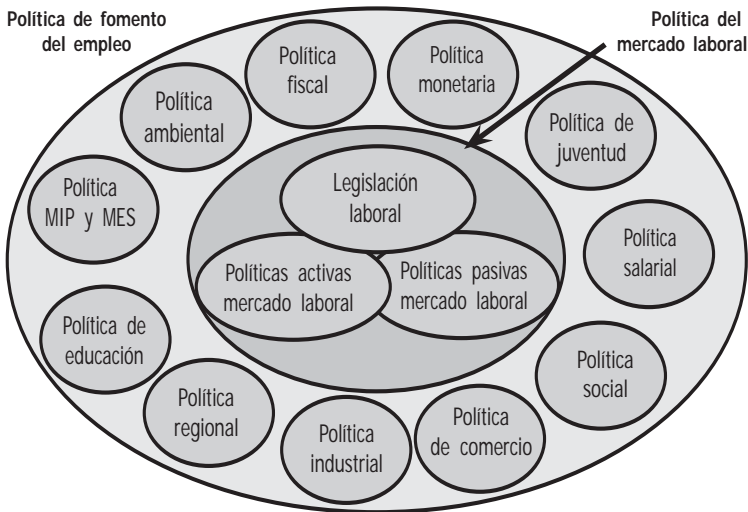 Política de fomento
del empleo
Política del
mercado laboral
Política
fiscal
Política
monetaria
Política
ambiental
Política de
juventud
Política
MIP y MES
Legislación
laboral
Política
salarial
Políticas activas
mercado laboral
Políticas pasivas
mercado laboral
Política de
educación
Política
social
Política
regional
Política
industrial
Política
de comercio